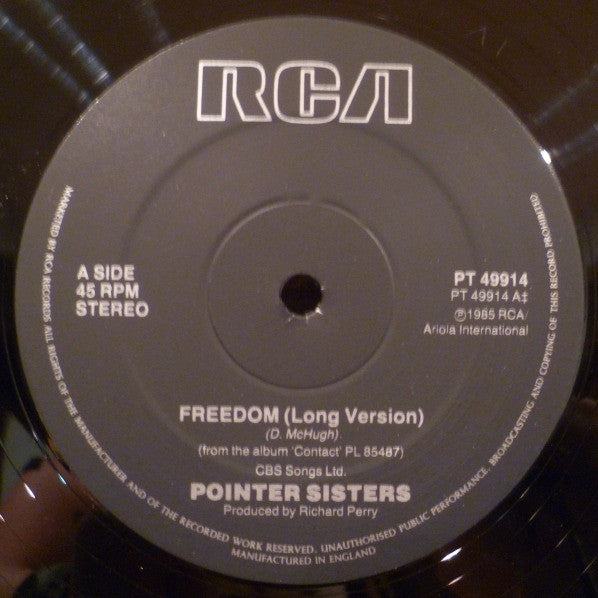 RCA
A SIDE
45 RPM
STEREO
PT 49914
PT 49914 A‡
℗1985 RCA/
Ariola International
FREEDOM (Long Version)
(D. McHugh)
(from the album 'Contact' PL 85487)
CBS Songs Ltd.
POINTER SISTERS
Produced by Richard Perry
MARKETED BY RCA RECORDS. ALL RIGHTS OF THE MANUFACTURER AND OF THE RECORDED WORK RESERVED. UNAUTHORISED PUBLIC PERFORMANCE, BROADCASTING AND COPYING OF THIS RECORD PROHIBITED.
MANUFACTURED IN ENGLAND